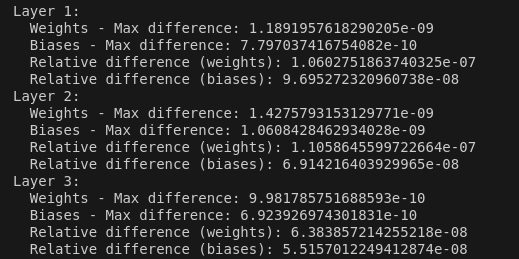 Layer 1:
  Weights - Max difference: 1.1891957618290205e-09
  Biases - Max difference: 7.797037416754082e-10
  Relative difference (weights): 1.0602751863740325e-07
  Relative difference (biases): 9.695272320960738e-08
Layer 2:
  Weights - Max difference: 1.4275793153129771e-09
  Biases - Max difference: 1.0608428462934028e-09
  Relative difference (weights): 1.1058645599722664e-07
  Relative difference (biases): 6.914216403929965e-08
Layer 3:
  Weights - Max difference: 9.981785751688593e-10
  Biases - Max difference: 6.923926974301831e-10
  Relative difference (weights): 6.383857214255218e-08
  Relative difference (biases): 5.5157012249412874e-08